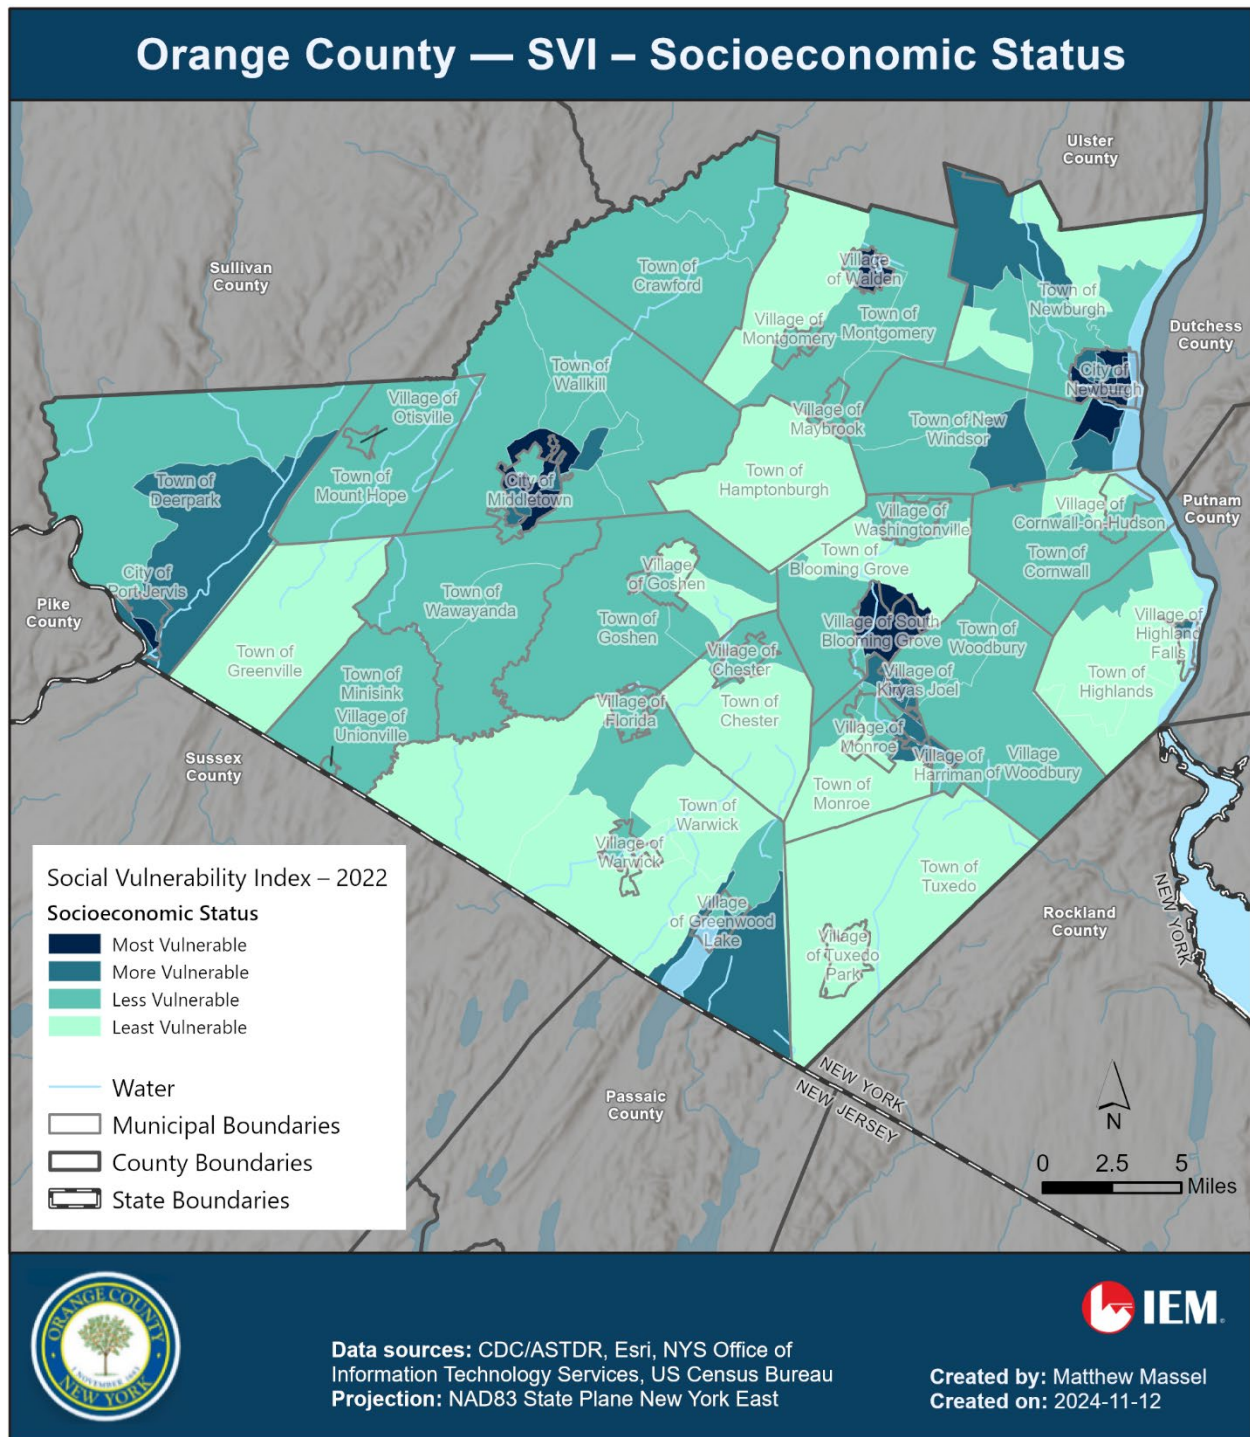 Orange County — SVI – Socioeconomic Status
Ulster
County
Sullivan
County
Dutchess
County
Putnam
County
Pike
County
Sussex
County
Passaic
County
Rockland
County
Town of
Crawford
Village
of Walden
Village of
Montgomery
Town of
Montgomery
Town of
Newburgh
City of
Newburgh
Town of
Wallkill
Village of
Otisville
Town of
Mount Hope
Town of
Deerpark
City of
Port Jervis
City of
Middletown
Village of
Maybrook
Town of New
Windsor
Town of
Hamptonburgh
Village of
Washingtonville
Village of
Cornwall-on-Hudson
Town of
Cornwall
Town of
Blooming Grove
Village
of Goshen
Town of
Goshen
Town of
Wawayanda
Town of
Greenville
Town of
Minisink
Village of
Unionville
Village of South
Blooming Grove
Town of
Woodbury
Village of
Highland
Falls
Town of
Highlands
Village of
Chester
Town of
Chester
Village of
Kiryas Joel
Village of
Florida
Village of
Monroe
Village of
Harriman
Village
of Woodbury
Town of
Monroe
Town of
Warwick
Village of
Warwick
Town of
Tuxedo
Village
of Greenwood
Lake
Village
of Tuxedo
Park
NEW YORK
NEW YORK
NEW JERSEY
Social Vulnerability Index – 2022
Socioeconomic Status
Most Vulnerable
More Vulnerable
Less Vulnerable
Least Vulnerable
Water
Municipal Boundaries
County Boundaries
State Boundaries
N
0 2.5 5
Miles
ORANGE COUNTY
NEW YORK
Data sources: CDC/ASTDR, Esri, NYS Office of
Information Technology Services, US Census Bureau
Projection: NAD83 State Plane New York East
IEM
Created by: Matthew Massel
Created on: 2024-11-12